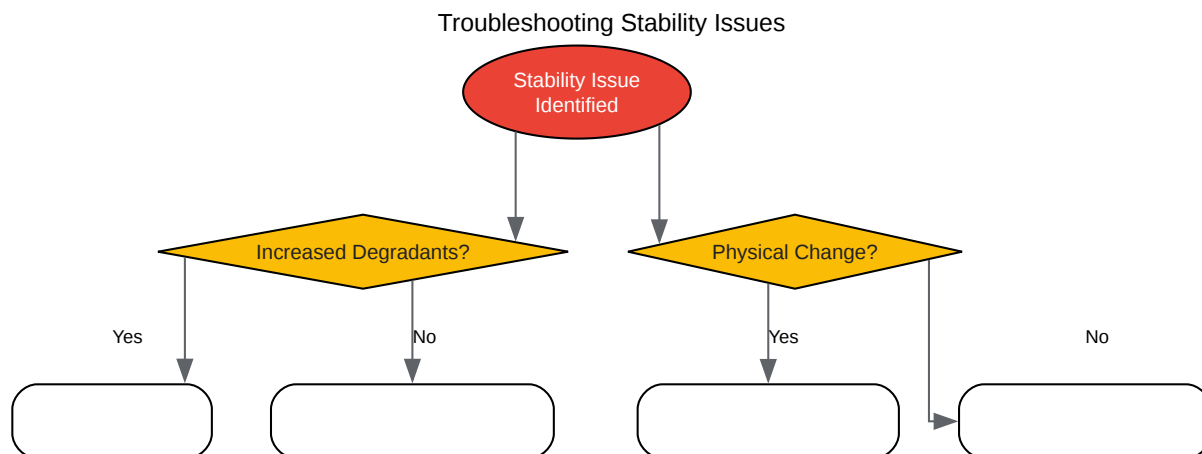 Troubleshooting Stability Issues
Stability Issue
Identified
Increased Degradants?
Physical Change?
Yes
No
Yes
No